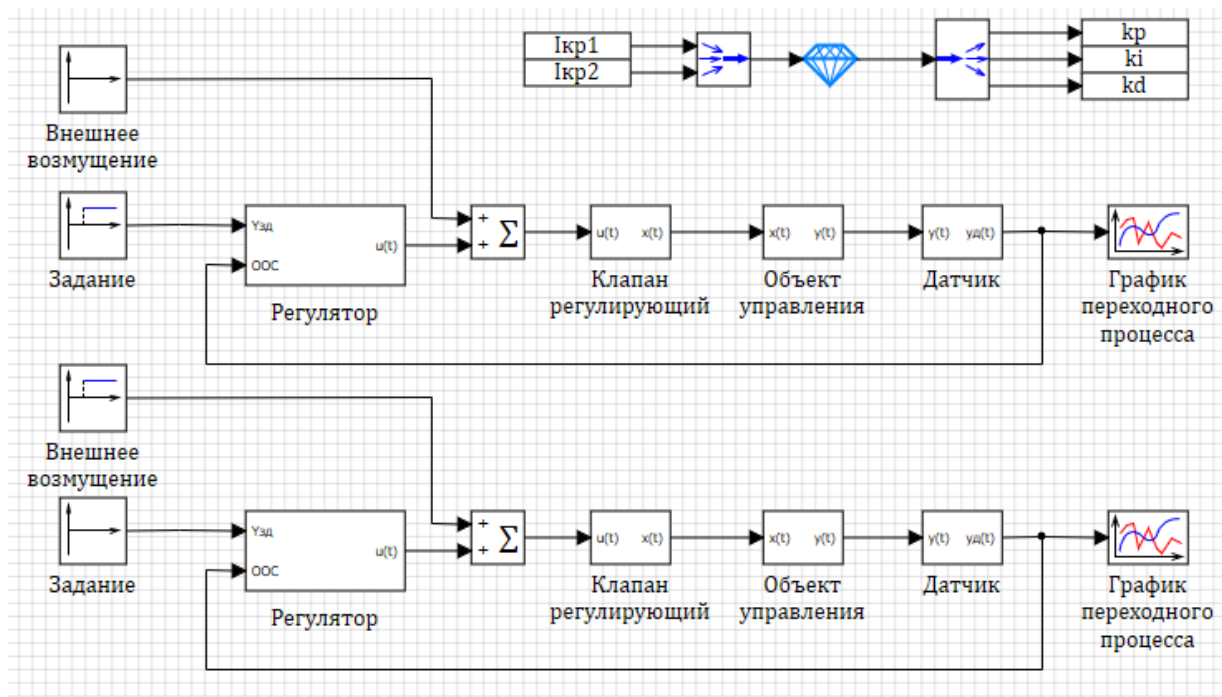 Iкр1
Iкр2
kp
ki
kd
Внешнее
возмущение
Задание
Yзд
ООС
u(t)
Регулятор
+
+
Σ
u(t) x(t)
Клапан
регулирующий
x(t) y(t)
Объект
управления
y(t) yд(t)
Датчик
График
переходного
процесса
Внешнее
возмущение
Задание
Yзд
ООС
u(t)
Регулятор
+
+
Σ
u(t) x(t)
Клапан
регулирующий
x(t) y(t)
Объект
управления
y(t) yд(t)
Датчик
График
переходного
процесса